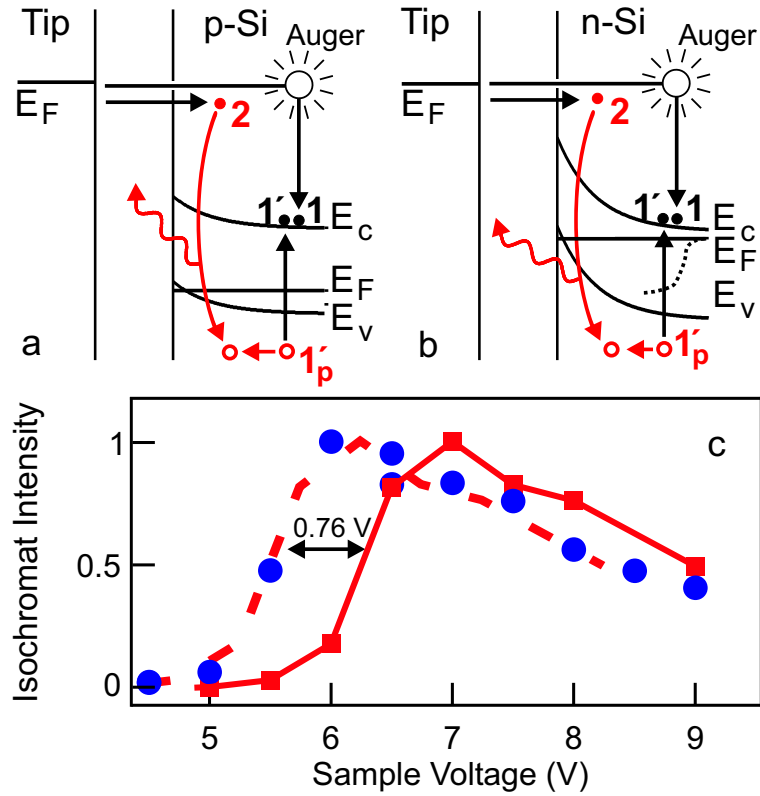 Tip p-Si Auger
E_F 2
1′ 1 E_c
E_F
E_v
a 1′_p
Tip n-Si Auger
E_F 2
1′ 1 E_c
E_F
E_v
b 1′_p
c
Isochromat Intensity
1
0.5
0
0.76 V
5 6 7 8 9
Sample Voltage (V)